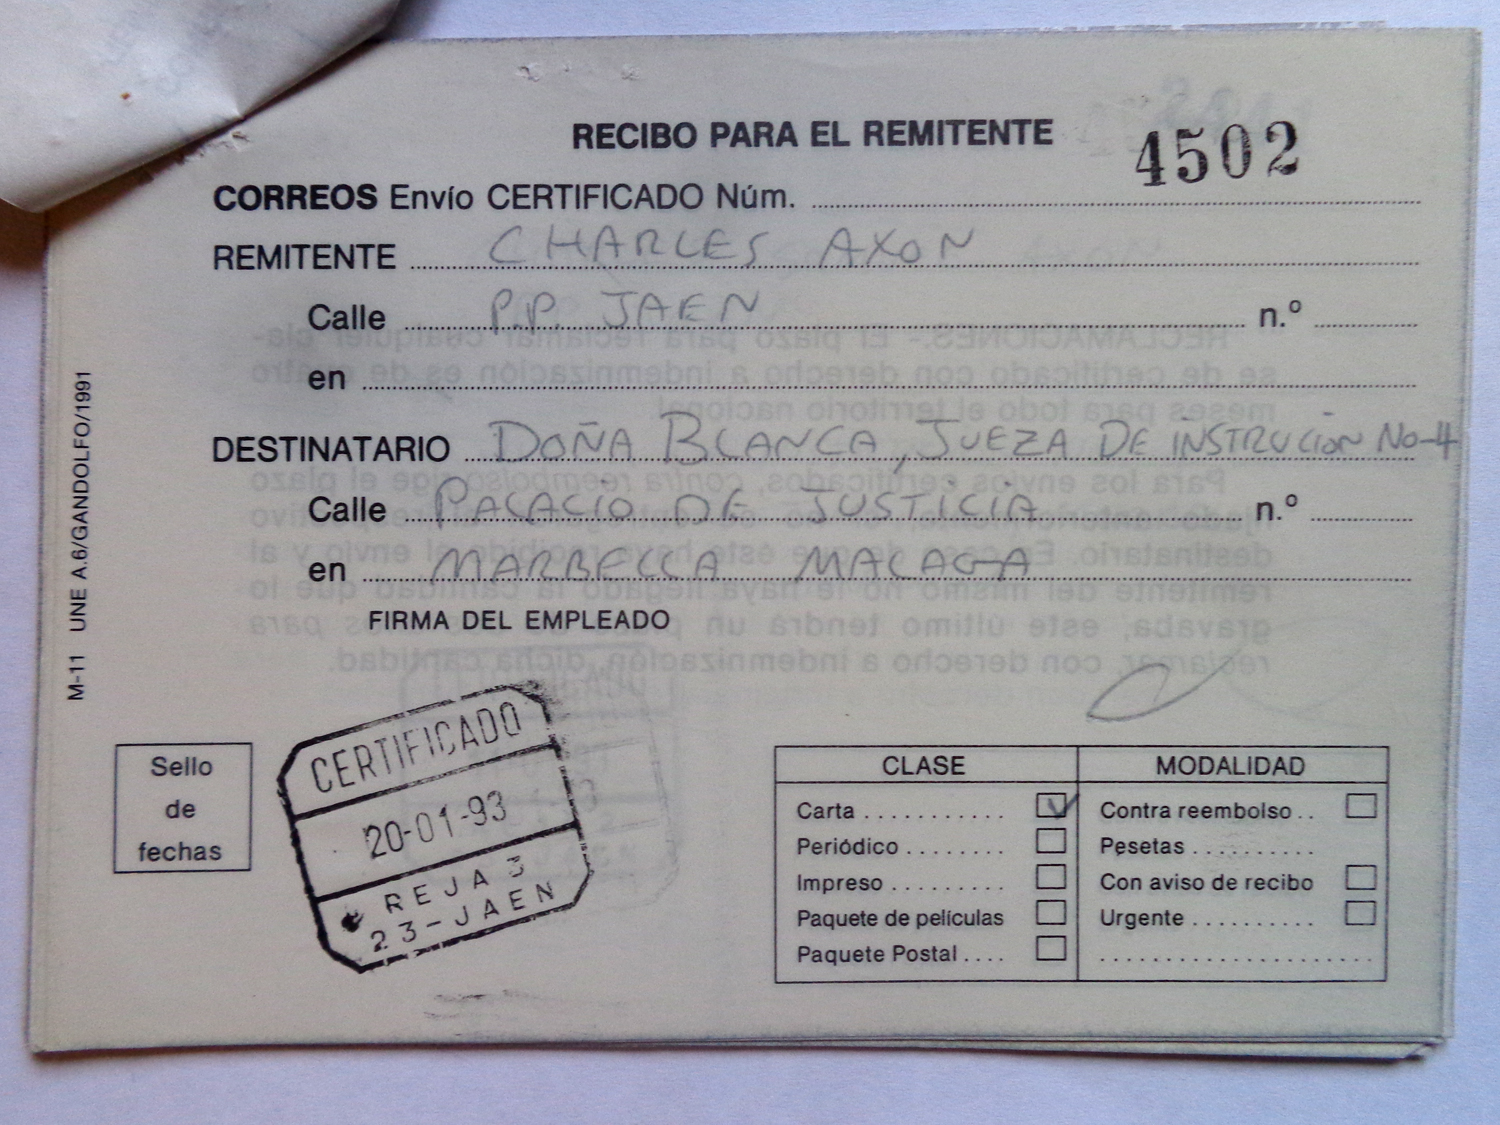 RECIBO PARA EL REMITENTE
4502
CORREOS Envío CERTIFICADO Núm.
REMITENTE CHARLES AXON
Calle P.P. JAEN n.º
en
DESTINATARIO DOÑA BLANCA, JUEZA DE INSTRUCION No-4
Calle PALACIO DE JUSTICIA n.º
en MARBELLA MALAGA
FIRMA DEL EMPLEADO
M-11 UNE A.6/GANDOLFO/1991
Sello
de
fechas
CERTIFICADO
20-01-93
REJA 3
23-JAEN
CLASE
Carta
Periódico
Impreso
Paquete de películas
Paquete Postal
MODALIDAD
Contra reembolso
Pesetas
Con aviso de recibo
Urgente